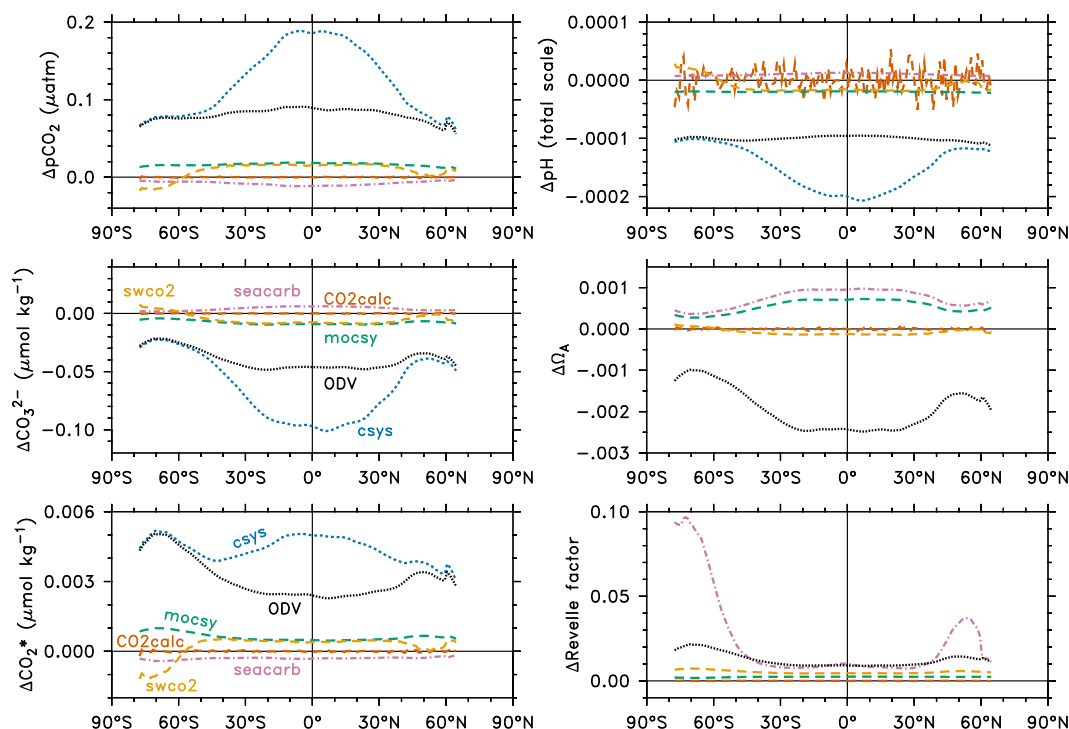 0.2
0.1
0.0
ΔpCO₂ (μatm)
90°S 60°S 30°S 0° 30°N 60°N 90°N
0.0001
0.0000
−.0001
−.0002
ΔpH (total scale)
90°S 60°S 30°S 0° 30°N 60°N 90°N
0.00
−0.05
−0.10
ΔCO₃²⁻ (μmol kg⁻¹)
swco2
seacarb
CO2calc
mocsy
ODV
csys
90°S 60°S 30°S 0° 30°N 60°N 90°N
0.001
0.000
−.001
−.002
−.003
ΔΩ_A
90°S 60°S 30°S 0° 30°N 60°N 90°N
0.006
0.003
0.000
ΔCO₂* (μmol kg⁻¹)
csys
ODV
mocsy
CO2calc
seacarb
swco2
90°S 60°S 30°S 0° 30°N 60°N 90°N
0.10
0.05
0.00
ΔRevelle factor
90°S 60°S 30°S 0° 30°N 60°N 90°N